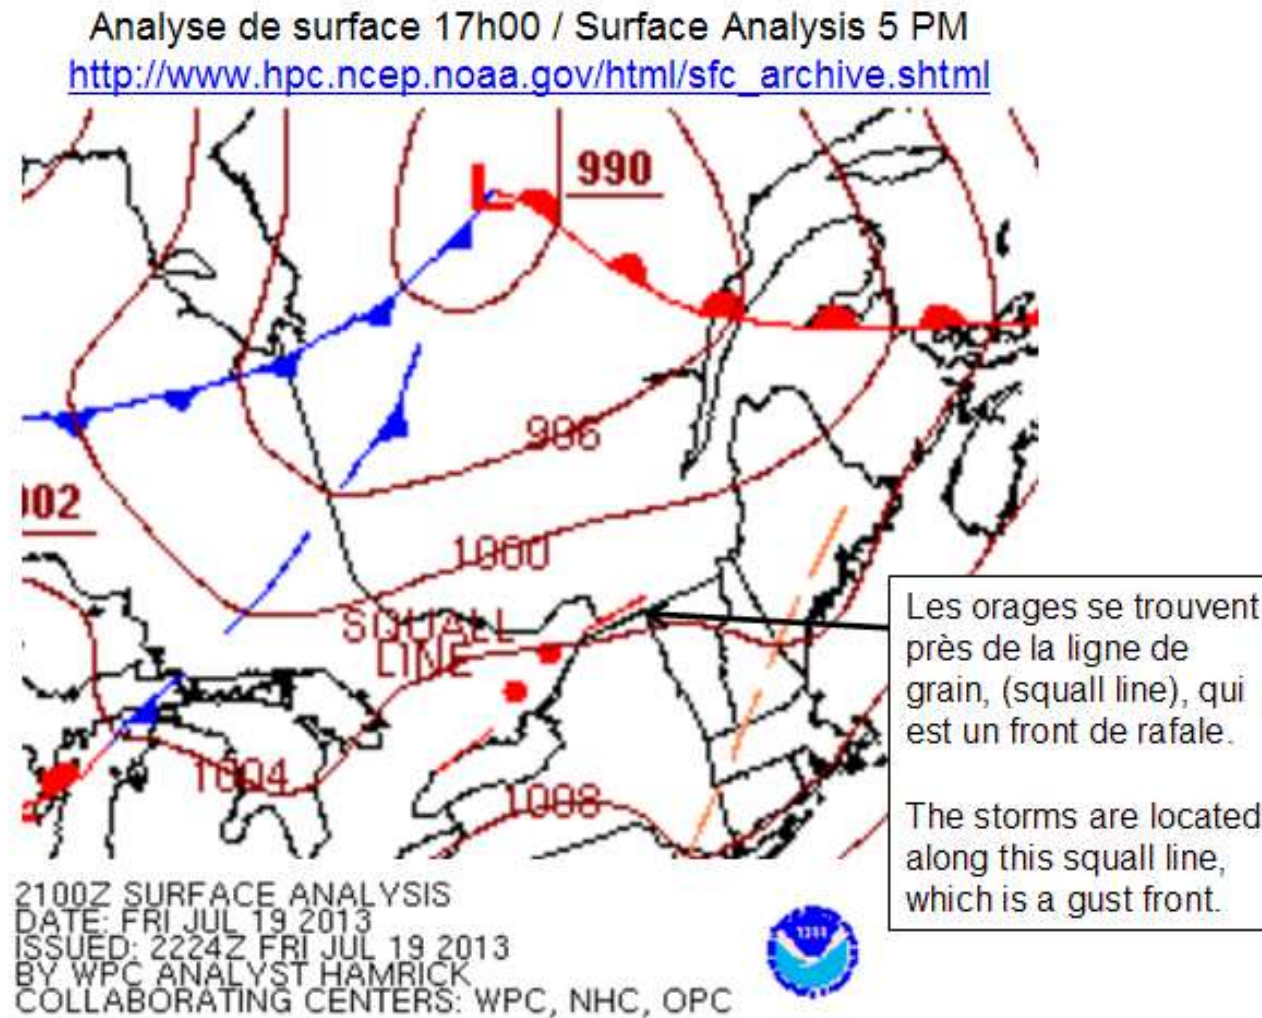 Analyse de surface 17h00 / Surface Analysis 5 PM
http://www.hpc.ncep.noaa.gov/html/sfc_archive.shtml
L
990
996
002
1000
SQUALL
LINE
1004
1008
Les orages se trouvent
près de la ligne de
grain, (squall line), qui
est un front de rafale.
The storms are located
along this squall line,
which is a gust front.
2100Z SURFACE ANALYSIS
DATE: FRI JUL 19 2013
ISSUED: 2224Z FRI JUL 19 2013
BY WPC ANALYST HAMRICK
COLLABORATING CENTERS: WPC, NHC, OPC